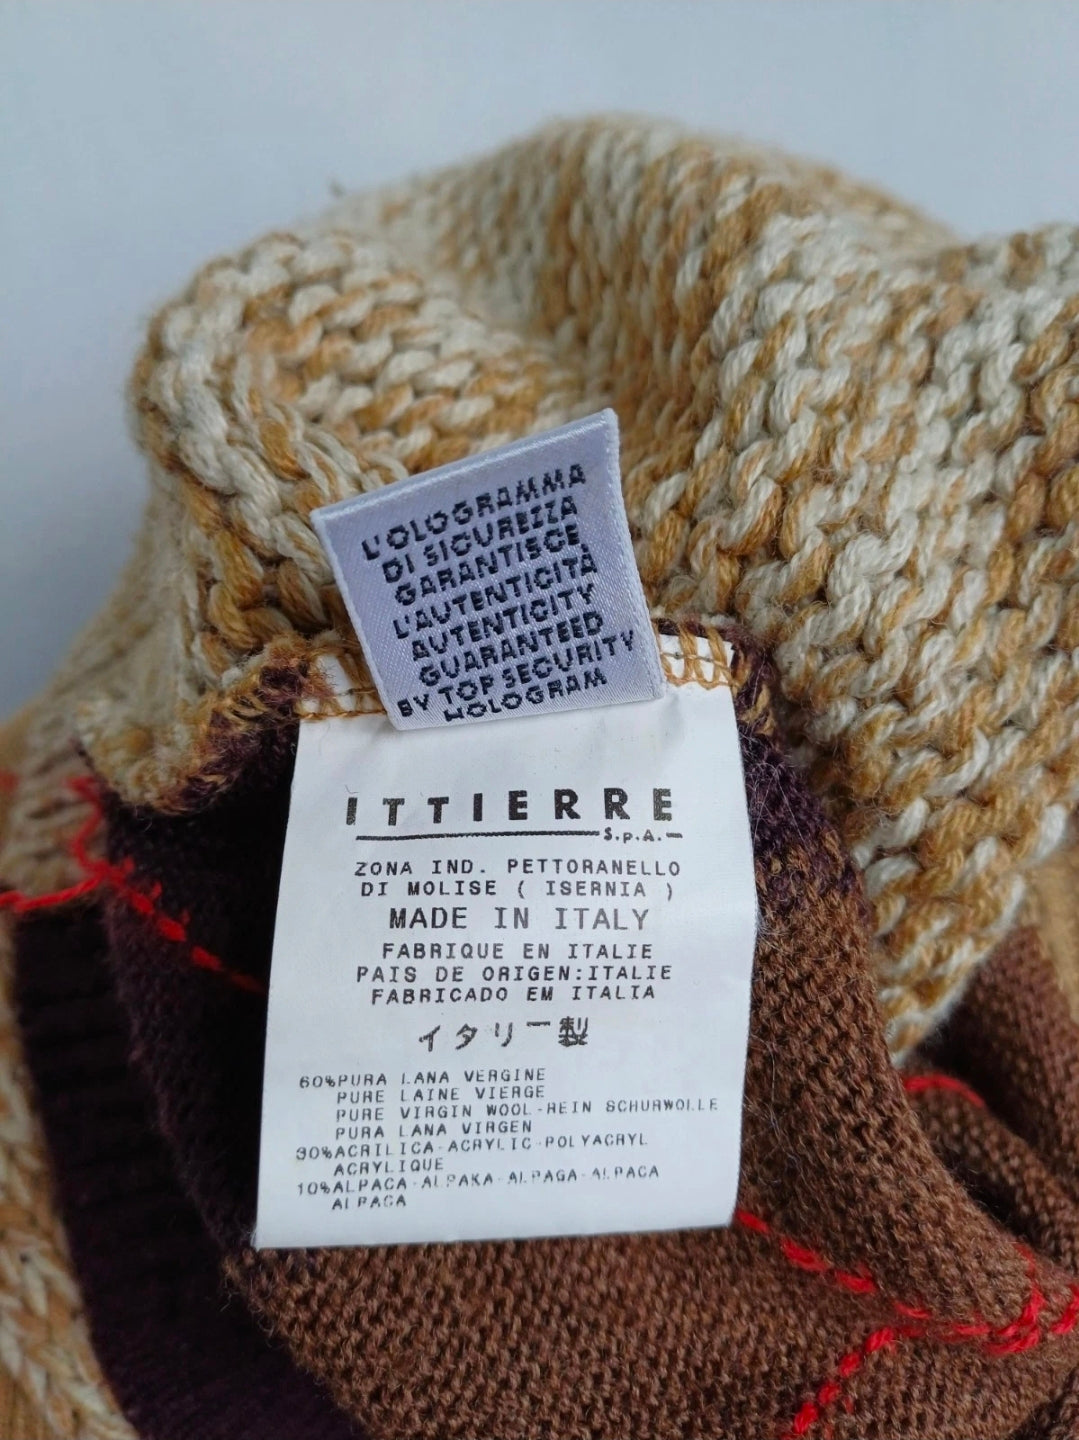 L'OLOGRAMMA
DI SICUREZZA
GARANTISCE
L'AUTENTICITÀ
AUTENTICITY
GUARANTEED
BY TOP SECURITY
HOLOGRAM
ITTIERRE
S.p.A.
ZONA IND. PETTORANELLO
DI MOLISE ( ISERNIA )
MADE IN ITALY
FABRIQUE EN ITALIE
PAIS DE ORIGEN:ITALIE
FABRICADO EM ITALIA
イタリー製
60%PURA LANA VERGINE
PURE LAINE VIERGE
PURE VIRGIN WOOL-REIN SCHURWOLLE
PURA LANA VIRGEN
30%ACRILICA-ACRYLIC-POLYACRYL
ACRYLIQUE
10%ALPACA-ALPAKA-ALPAGA-ALPACA
ALPACA